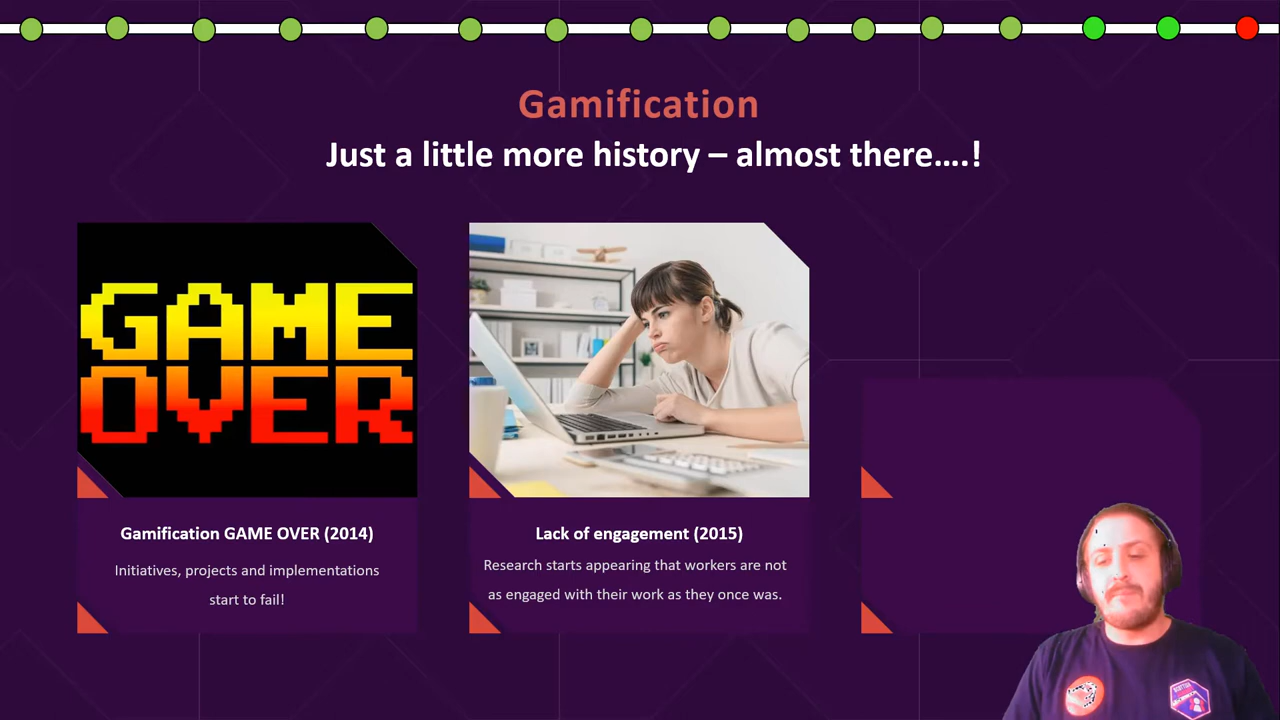 Gamification
Just a little more history – almost there….!
GAME
OVER
Gamification GAME OVER (2014)
Initiatives, projects and implementations
start to fail!
Lack of engagement (2015)
Research starts appearing that workers are not
as engaged with their work as they once was.